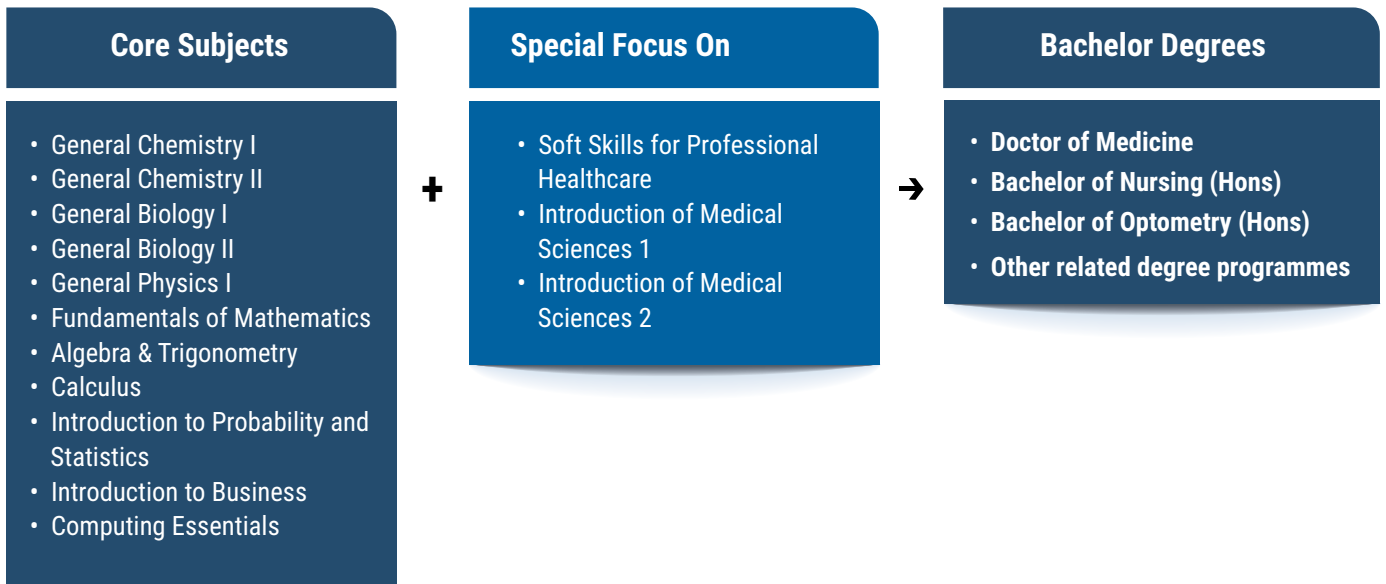 Core Subjects
• General Chemistry I
• General Chemistry II
• General Biology I
• General Biology II
• General Physics I
• Fundamentals of Mathematics
• Algebra & Trigonometry
• Calculus
• Introduction to Probability and
Statistics
• Introduction to Business
• Computing Essentials
+
Special Focus On
• Soft Skills for Professional
Healthcare
• Introduction of Medical
Sciences 1
• Introduction of Medical
Sciences 2
→
Bachelor Degrees
• Doctor of Medicine
• Bachelor of Nursing (Hons)
• Bachelor of Optometry (Hons)
• Other related degree programmes